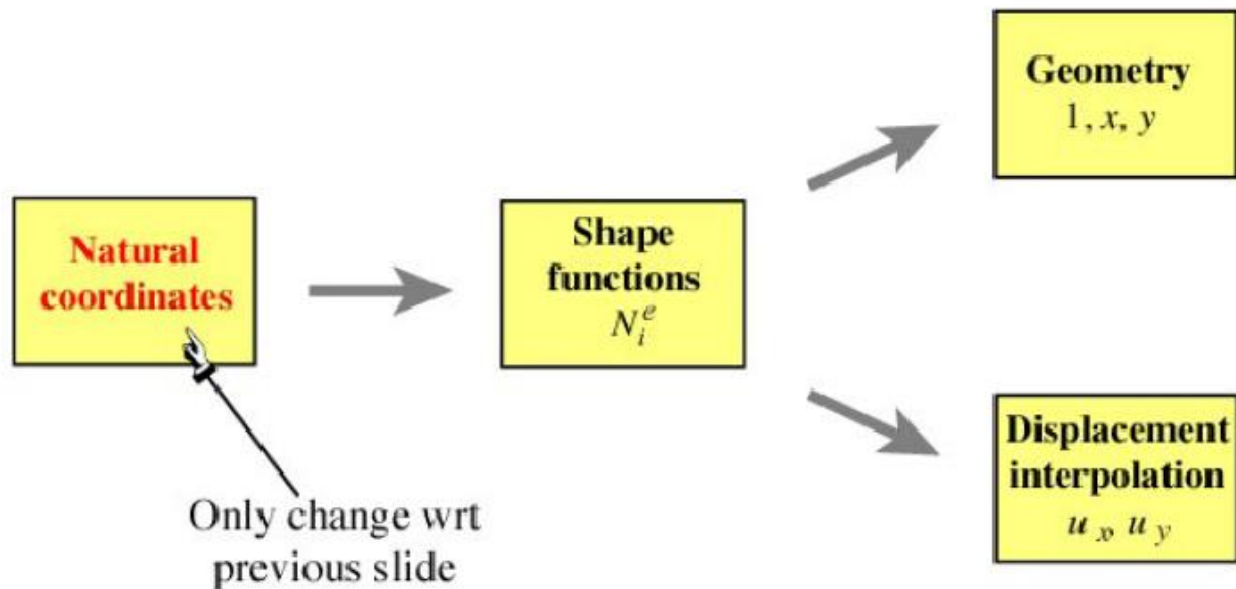 Natural
coordinates
Shape
functions
N_i^e
Geometry
1, x, y
Displacement
interpolation
u_x, u_y
Only change wrt
previous slide